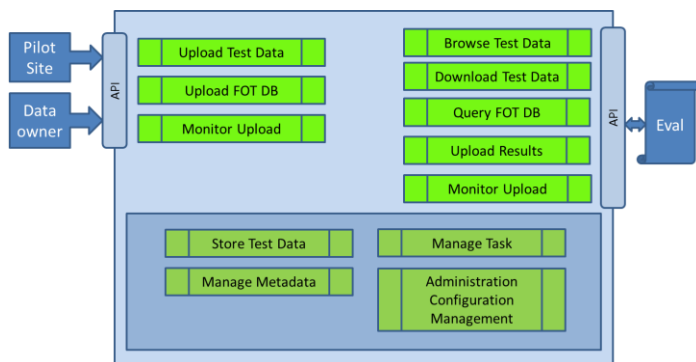 Pilot
Site
Data
owner
API
Upload Test Data
Upload FOT DB
Monitor Upload
Browse Test Data
Download Test Data
Query FOT DB
Upload Results
Monitor Upload
API
Eval
Store Test Data
Manage Metadata
Manage Task
Administration
Configuration
Management